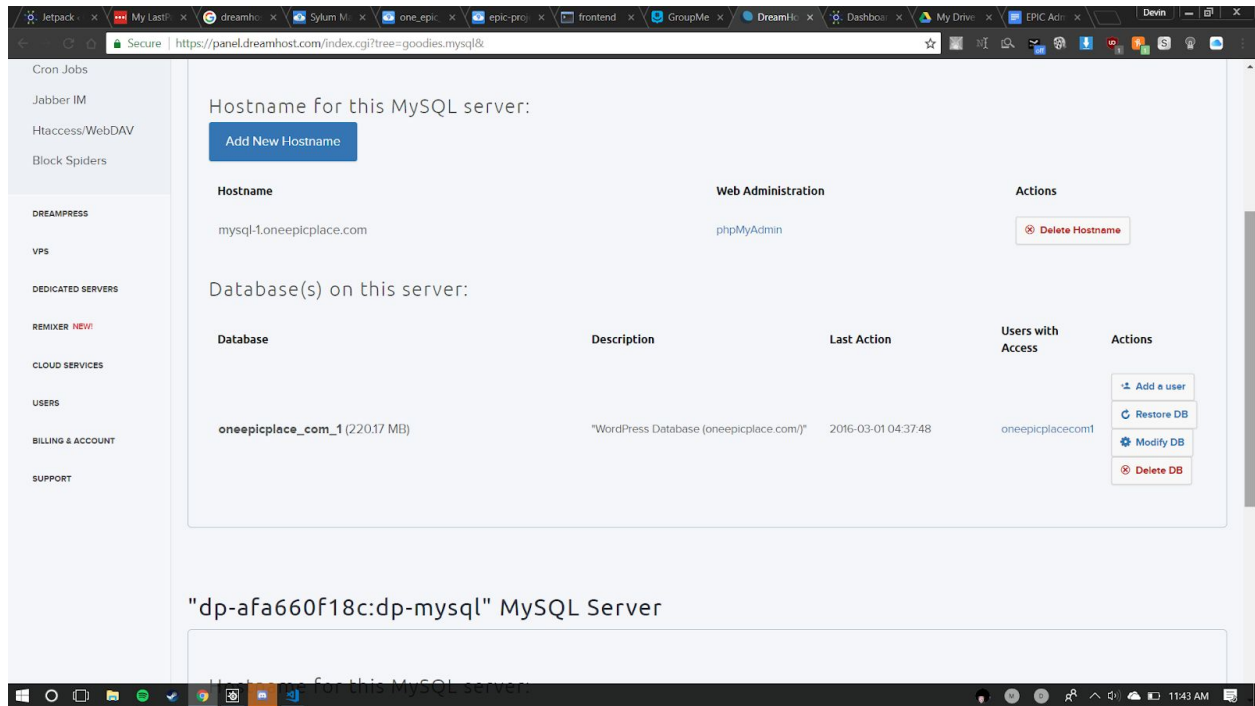 Jetpack
My LastP
dreamho
Sylum M
one_epic
epic-proj
frontend
GroupMe
DreamHo
Dashboar
My Drive
EPIC Adm
Devin
Secure
https://panel.dreamhost.com/index.cgi?tree=goodies.mysql&
off
Cron Jobs
Jabber IM
Htaccess/WebDAV
Block Spiders
DREAMPRESS
VPS
DEDICATED SERVERS
REMIXER NEW!
CLOUD SERVICES
USERS
BILLING & ACCOUNT
SUPPORT
Hostname for this MySQL server:
Add New Hostname
Hostname Web Administration Actions
mysql-1.oneepicplace.com phpMyAdmin Delete Hostname
Database(s) on this server:
Database Description Last Action Users with Access Actions
oneepicplace_com_1 (220.17 MB) "WordPress Database (oneepicplace.com/)" 2016-03-01 04:37:48 oneepicplacecom1
Add a user
Restore DB
Modify DB
Delete DB
"dp-afa660f18c:dp-mysql" MySQL Server
Hostname for this MySQL server:
11:43 AM